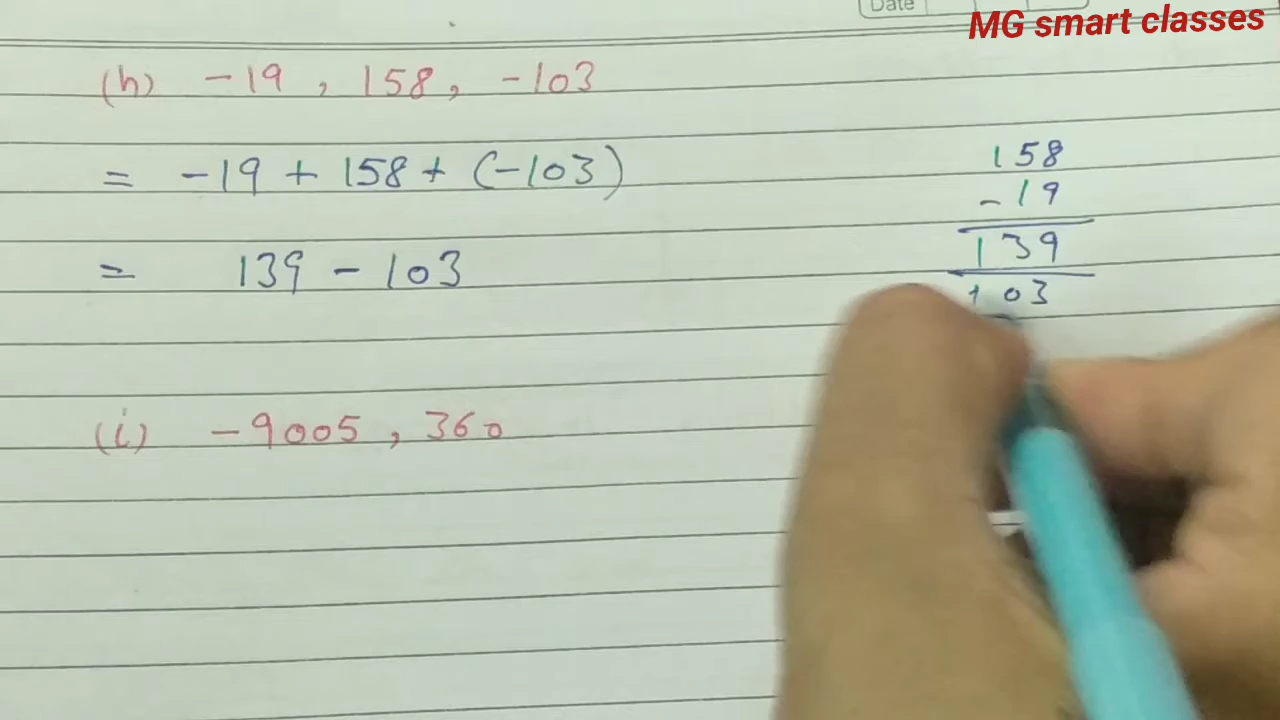 Date
MG smart classes
(h) -19 , 158, -103
= -19 + 158 + (-103)
= 139 - 103
158
- 19
139
103
(i) -9005, 360